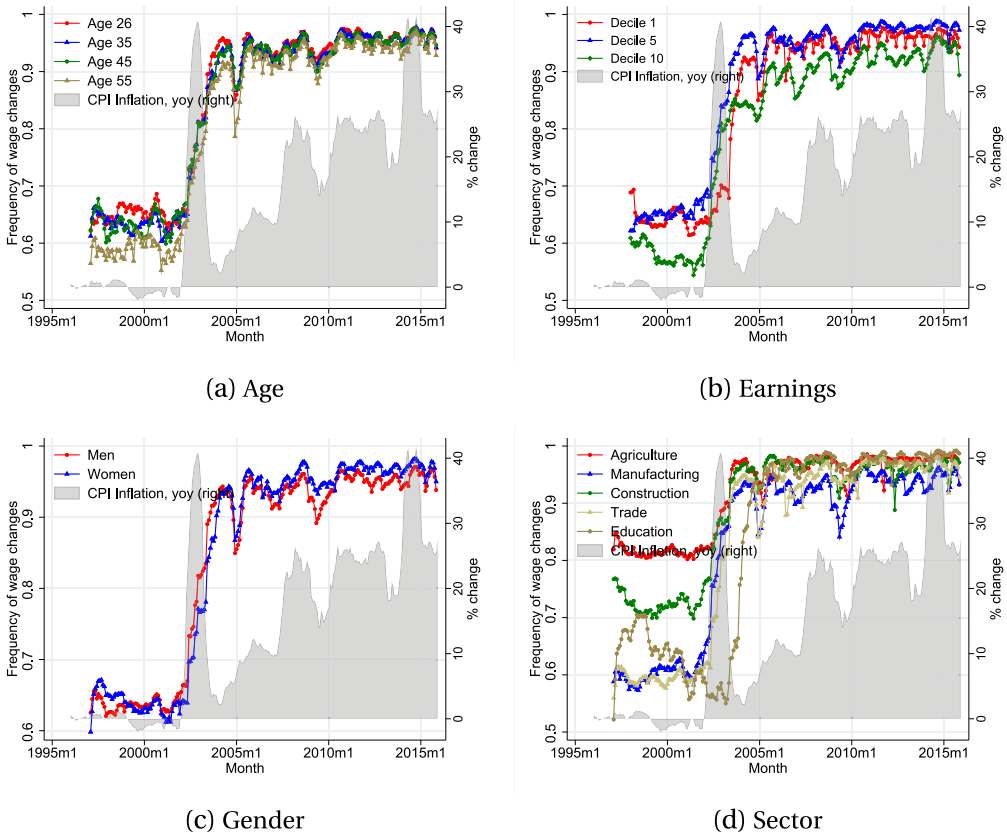 Frequency of wage changes
0.5
0.6
0.7
0.8
0.9
1
Age 26
Age 35
Age 45
Age 55
CPI Inflation, yoy (right)
0
10
20
30
40
% change
1995m1 2000m1 2005m1 2010m1 2015m1
Month
(a) Age
Frequency of wage changes
0.5
0.6
0.7
0.8
0.9
1
Decile 1
Decile 5
Decile 10
CPI Inflation, yoy (right)
0
10
20
30
40
% change
1995m1 2000m1 2005m1 2010m1 2015m1
Month
(b) Earnings
Frequency of wage changes
0.6
0.7
0.8
0.9
1
Men
Women
CPI Inflation, yoy (right)
0
10
20
30
40
% change
1995m1 2000m1 2005m1 2010m1 2015m1
Month
(c) Gender
Frequency of wage changes
0.5
0.6
0.7
0.8
0.9
1
Agriculture
Manufacturing
Construction
Trade
Education
CPI Inflation, yoy (right)
0
10
20
30
40
% change
1995m1 2000m1 2005m1 2010m1 2015m1
Month
(d) Sector